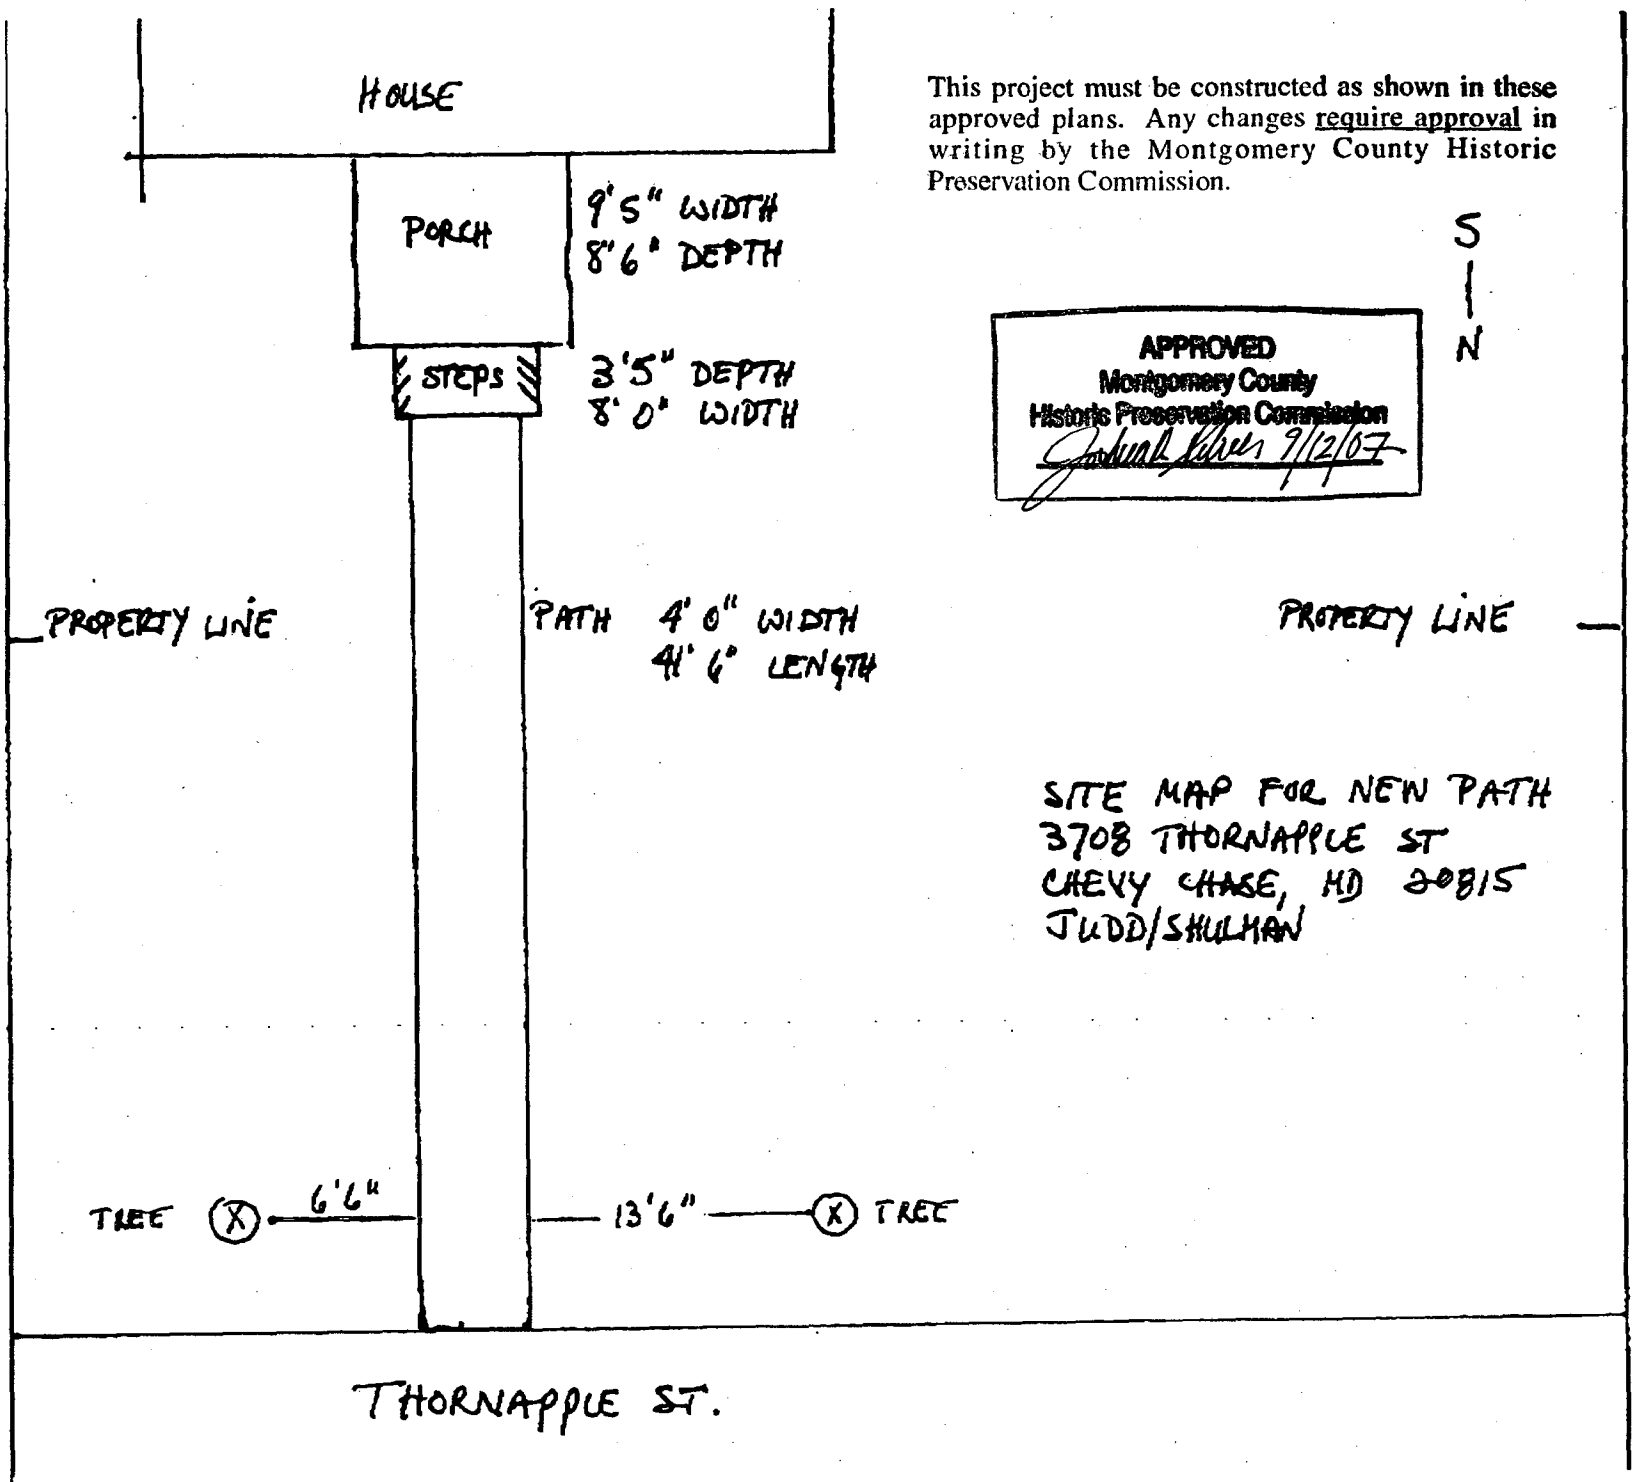 HOUSE
This project must be constructed as shown in these
approved plans. Any changes require approval in
writing by the Montgomery County Historic
Preservation Commission.
PORCH
9'5" WIDTH
8'6" DEPTH
S
N
STEPS
3'5" DEPTH
8'0" WIDTH
APPROVED
Montgomery County
Historic Preservation Commission
9/12/07
PROPERTY LINE
PATH 4'0" WIDTH
41'6" LENGTH
PROPERTY LINE
SITE MAP FOR NEW PATH
3708 THORNAPPLE ST
CHEVY CHASE, MD 20815
JUDD/SHULMAN
TREE X 6'6"
13'6" X TREE
THORNAPPLE ST.